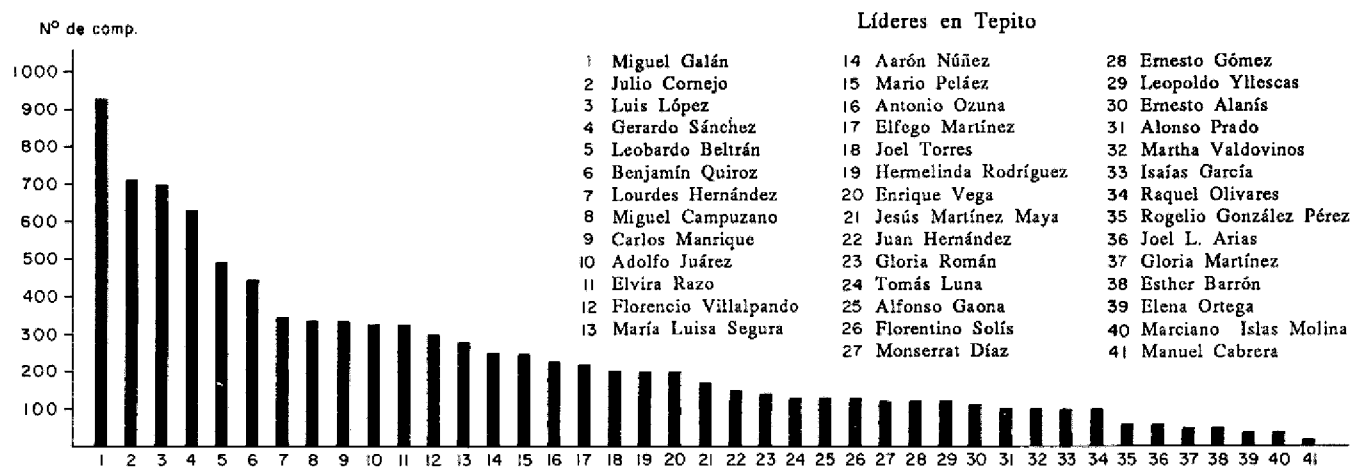 Líderes en Tepito
Nº de comp.
1000
900
800
700
600
500
400
300
200
100
1 Miguel Galán
2 Julio Cornejo
3 Luis López
4 Gerardo Sánchez
5 Leobardo Beltrán
6 Benjamín Quiroz
7 Lourdes Hernández
8 Miguel Campuzano
9 Carlos Manrique
10 Adolfo Juárez
11 Elvira Razo
12 Florencio Villalpando
13 María Luisa Segura
14 Aarón Núñez
15 Mario Peláez
16 Antonio Ozuna
17 Elfego Martínez
18 Joel Torres
19 Hermelinda Rodríguez
20 Enrique Vega
21 Jesús Martínez Maya
22 Juan Hernández
23 Gloria Román
24 Tomás Luna
25 Alfonso Gaona
26 Florentino Solís
27 Monserrat Díaz
28 Ernesto Gómez
29 Leopoldo Yllescas
30 Ernesto Alanís
31 Alonso Prado
32 Martha Valdovinos
33 Isaías García
34 Raquel Olivares
35 Rogelio González Pérez
36 Joel L. Arias
37 Gloria Martínez
38 Esther Barrón
39 Elena Ortega
40 Marciano Islas Molina
41 Manuel Cabrera
1 2 3 4 5 6 7 8 9 10 11 12 13 14 15 16 17 18 19 20 21 22 23 24 25 26 27 28 29 30 31 32 33 34 35 36 37 38 39 40 41